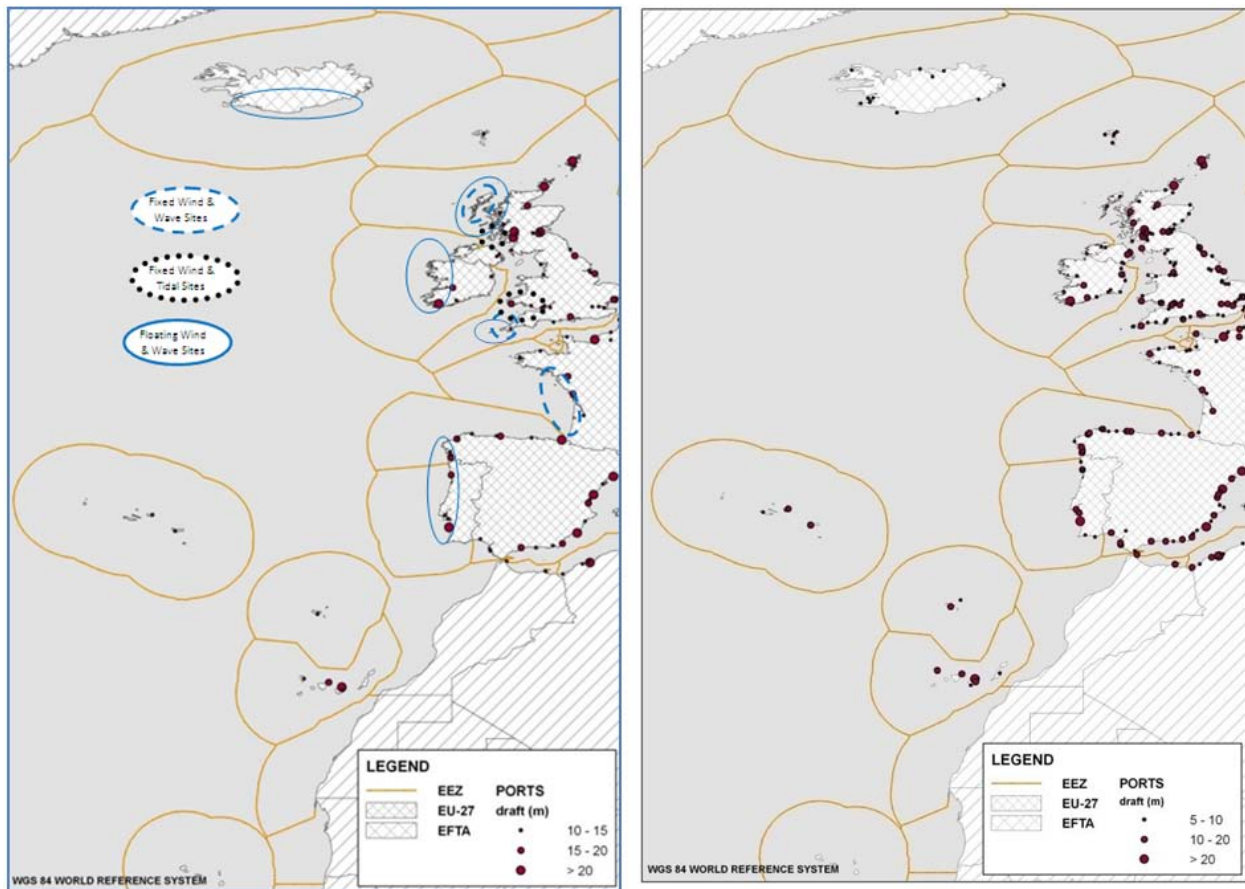 Fixed Wind &
Wave Sites
Fixed Wind &
Tidal Sites
Floating Wind
& Wave Sites
LEGEND
EEZ
EU-27
EFTA
PORTS
draft (m)
10 - 15
15 - 20
> 20
WGS 84 WORLD REFERENCE SYSTEM
LEGEND
EEZ
EU-27
EFTA
PORTS
draft (m)
5 - 10
10 - 20
> 20
WGS 84 WORLD REFERENCE SYSTEM